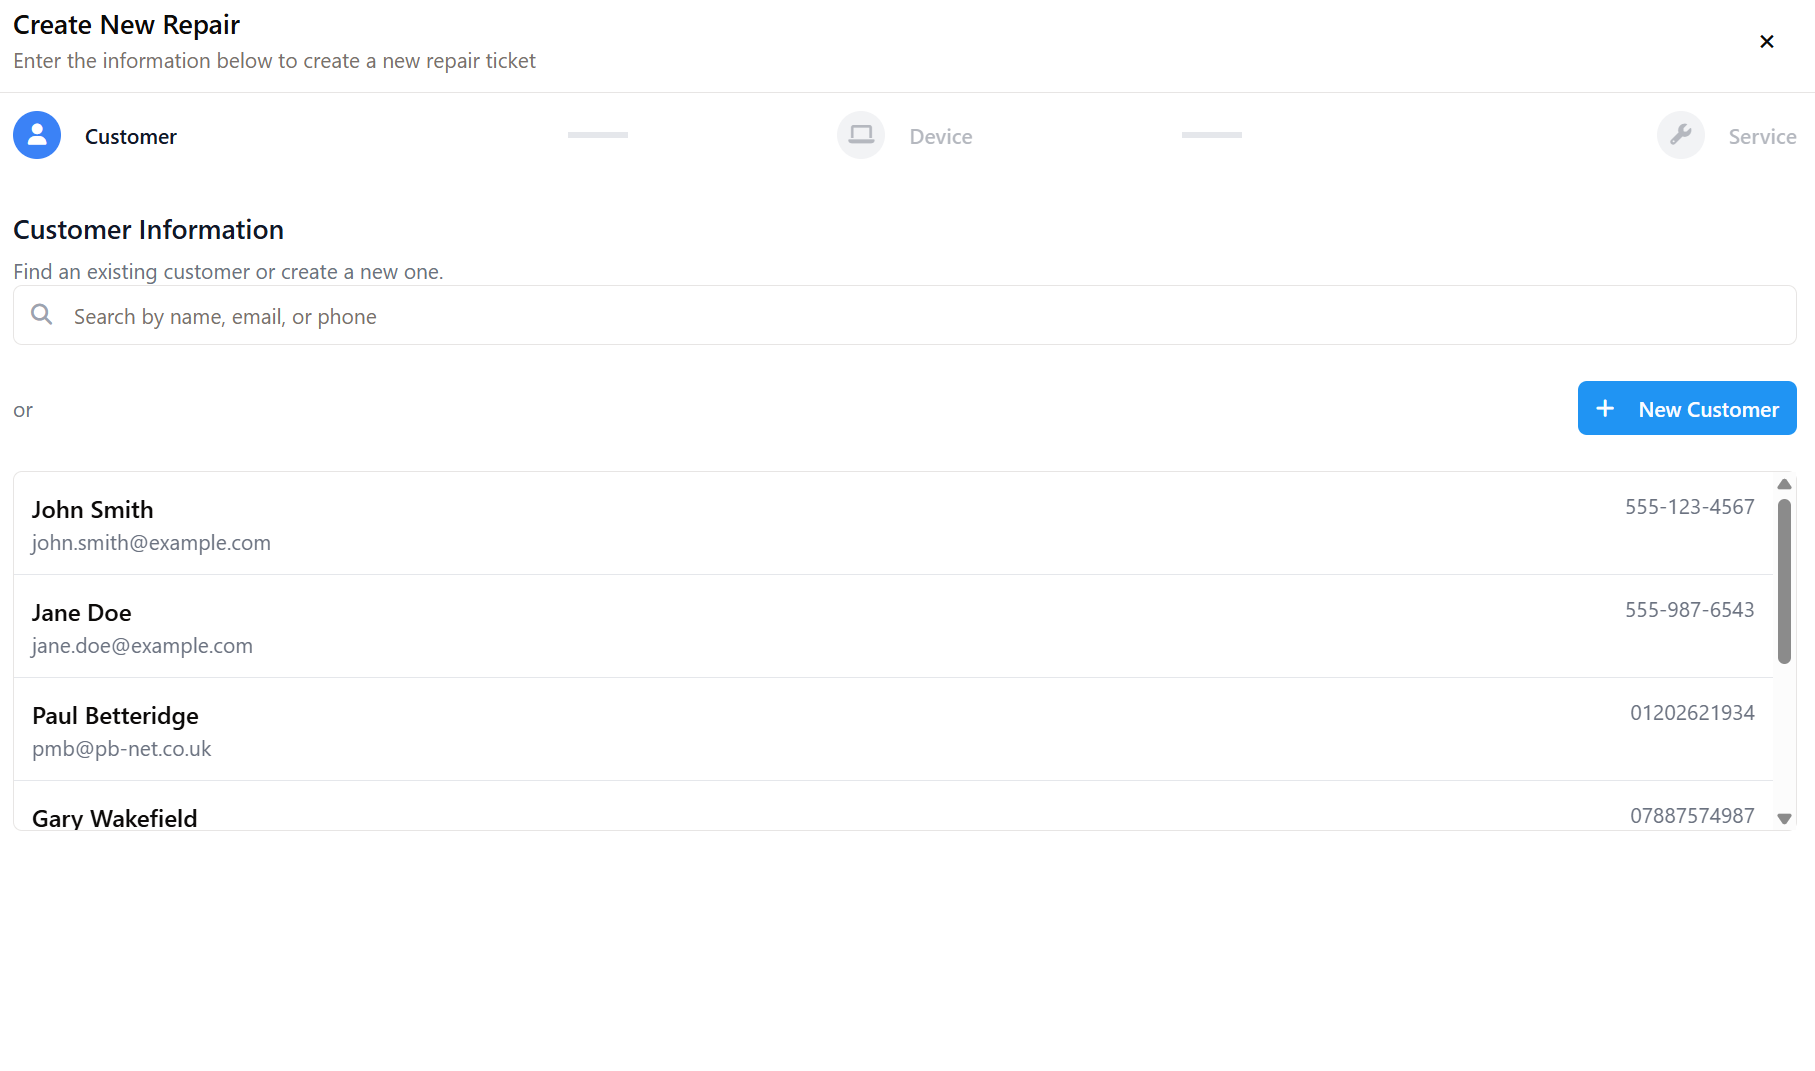 Create New Repair
Enter the information below to create a new repair ticket
Customer
Device
Service
Customer Information
Find an existing customer or create a new one.
Search by name, email, or phone
or
New Customer
John Smith
555-123-4567
john.smith@example.com
Jane Doe
555-987-6543
jane.doe@example.com
Paul Betteridge
01202621934
pmb@pb-net.co.uk
Gary Wakefield
07887574987